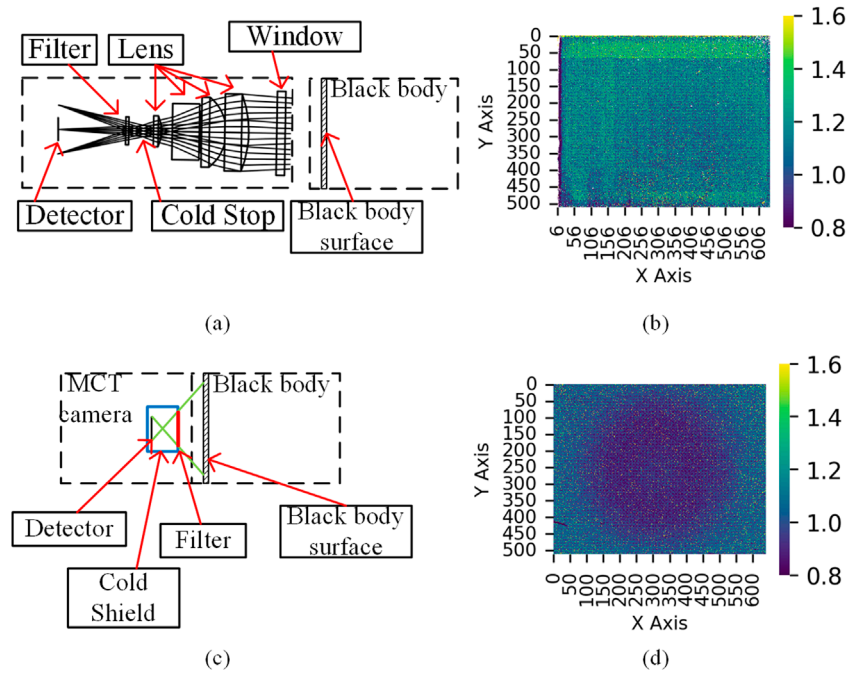 Filter
Lens
Window
Black body
Detector
Cold Stop
Black body
surface
(a)
Y Axis
0
50
100
150
200
250
300
350
400
450
500
6
56
106
156
206
256
306
356
406
456
506
556
606
X Axis
1.6
1.4
1.2
1.0
0.8
(b)
MCT
camera
Black body
Detector
Filter
Cold
Shield
Black body
surface
(c)
Y Axis
0
50
100
150
200
250
300
350
400
450
500
0
50
100
150
200
250
300
350
400
450
500
550
600
X Axis
1.6
1.4
1.2
1.0
0.8
(d)